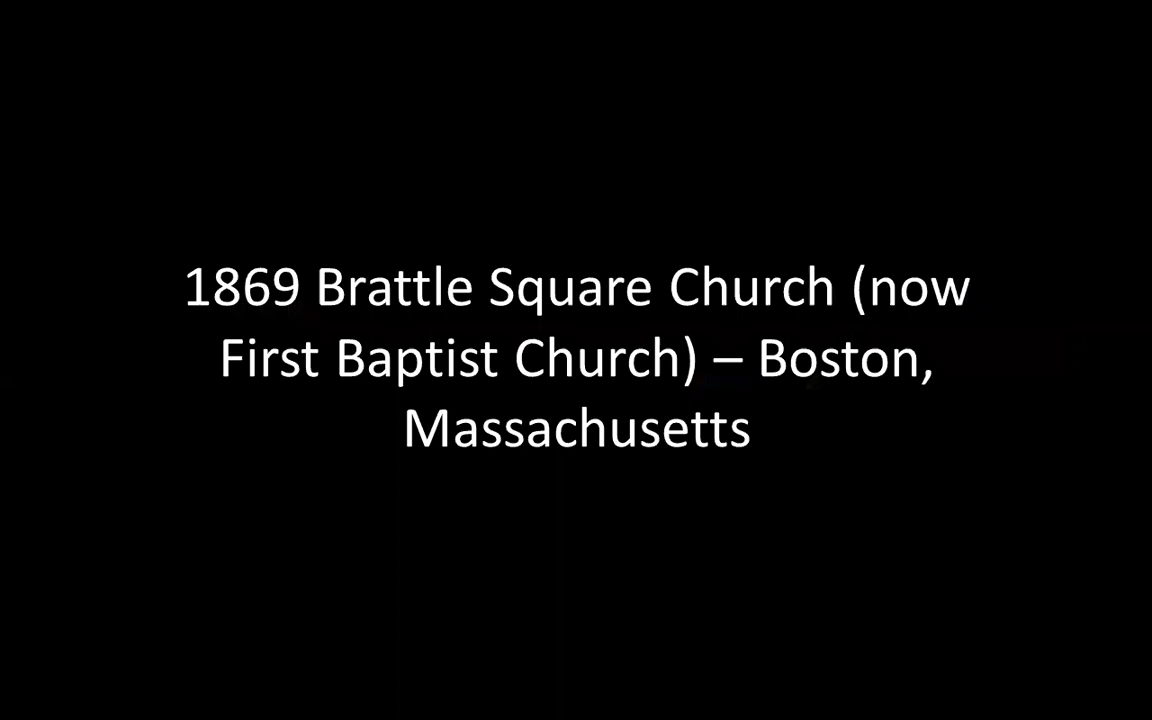 1869 Brattle Square Church (now
First Baptist Church) – Boston,
Massachusetts